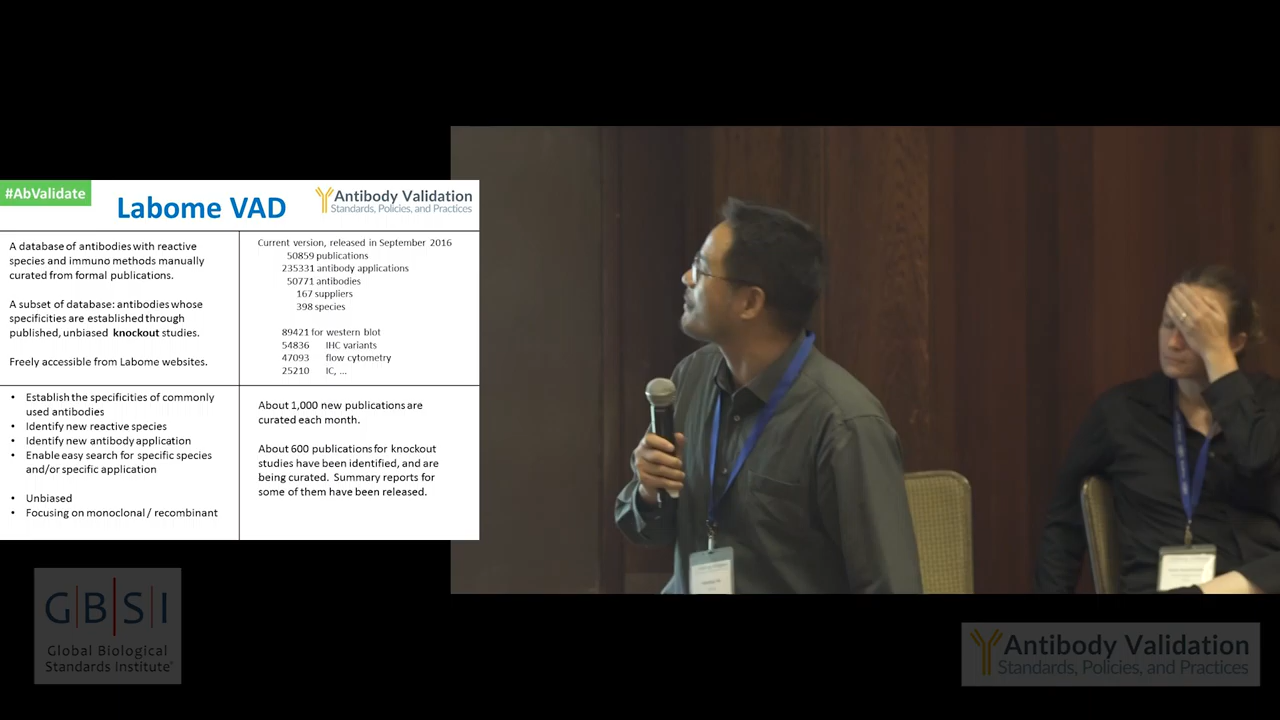 #AbValidate
Labome VAD
Antibody Validation
Standards, Policies, and Practices
A database of antibodies with reactive
species and immuno methods manually
curated from formal publications.
A subset of database: antibodies whose
specificities are established through
published, unbiased knockout studies.
Freely accessible from Labome websites.
Current version, released in September 2016
50859 publications
235331 antibody applications
50771 antibodies
167 suppliers
398 species
89421 for western blot
54836 IHC variants
47093 flow cytometry
25210 IC, ...
• Establish the specificities of commonly
used antibodies
• Identify new reactive species
• Identify new antibody application
• Enable easy search for specific species
and/or specific application
• Unbiased
• Focusing on monoclonal / recombinant
About 1,000 new publications are
curated each month.
About 600 publications for knockout
studies have been identified, and are
being curated. Summary reports for
some of them have been released.
G|B|S|I
Global Biological
Standards Institute
Antibody Validation
Standards, Policies, and Practices